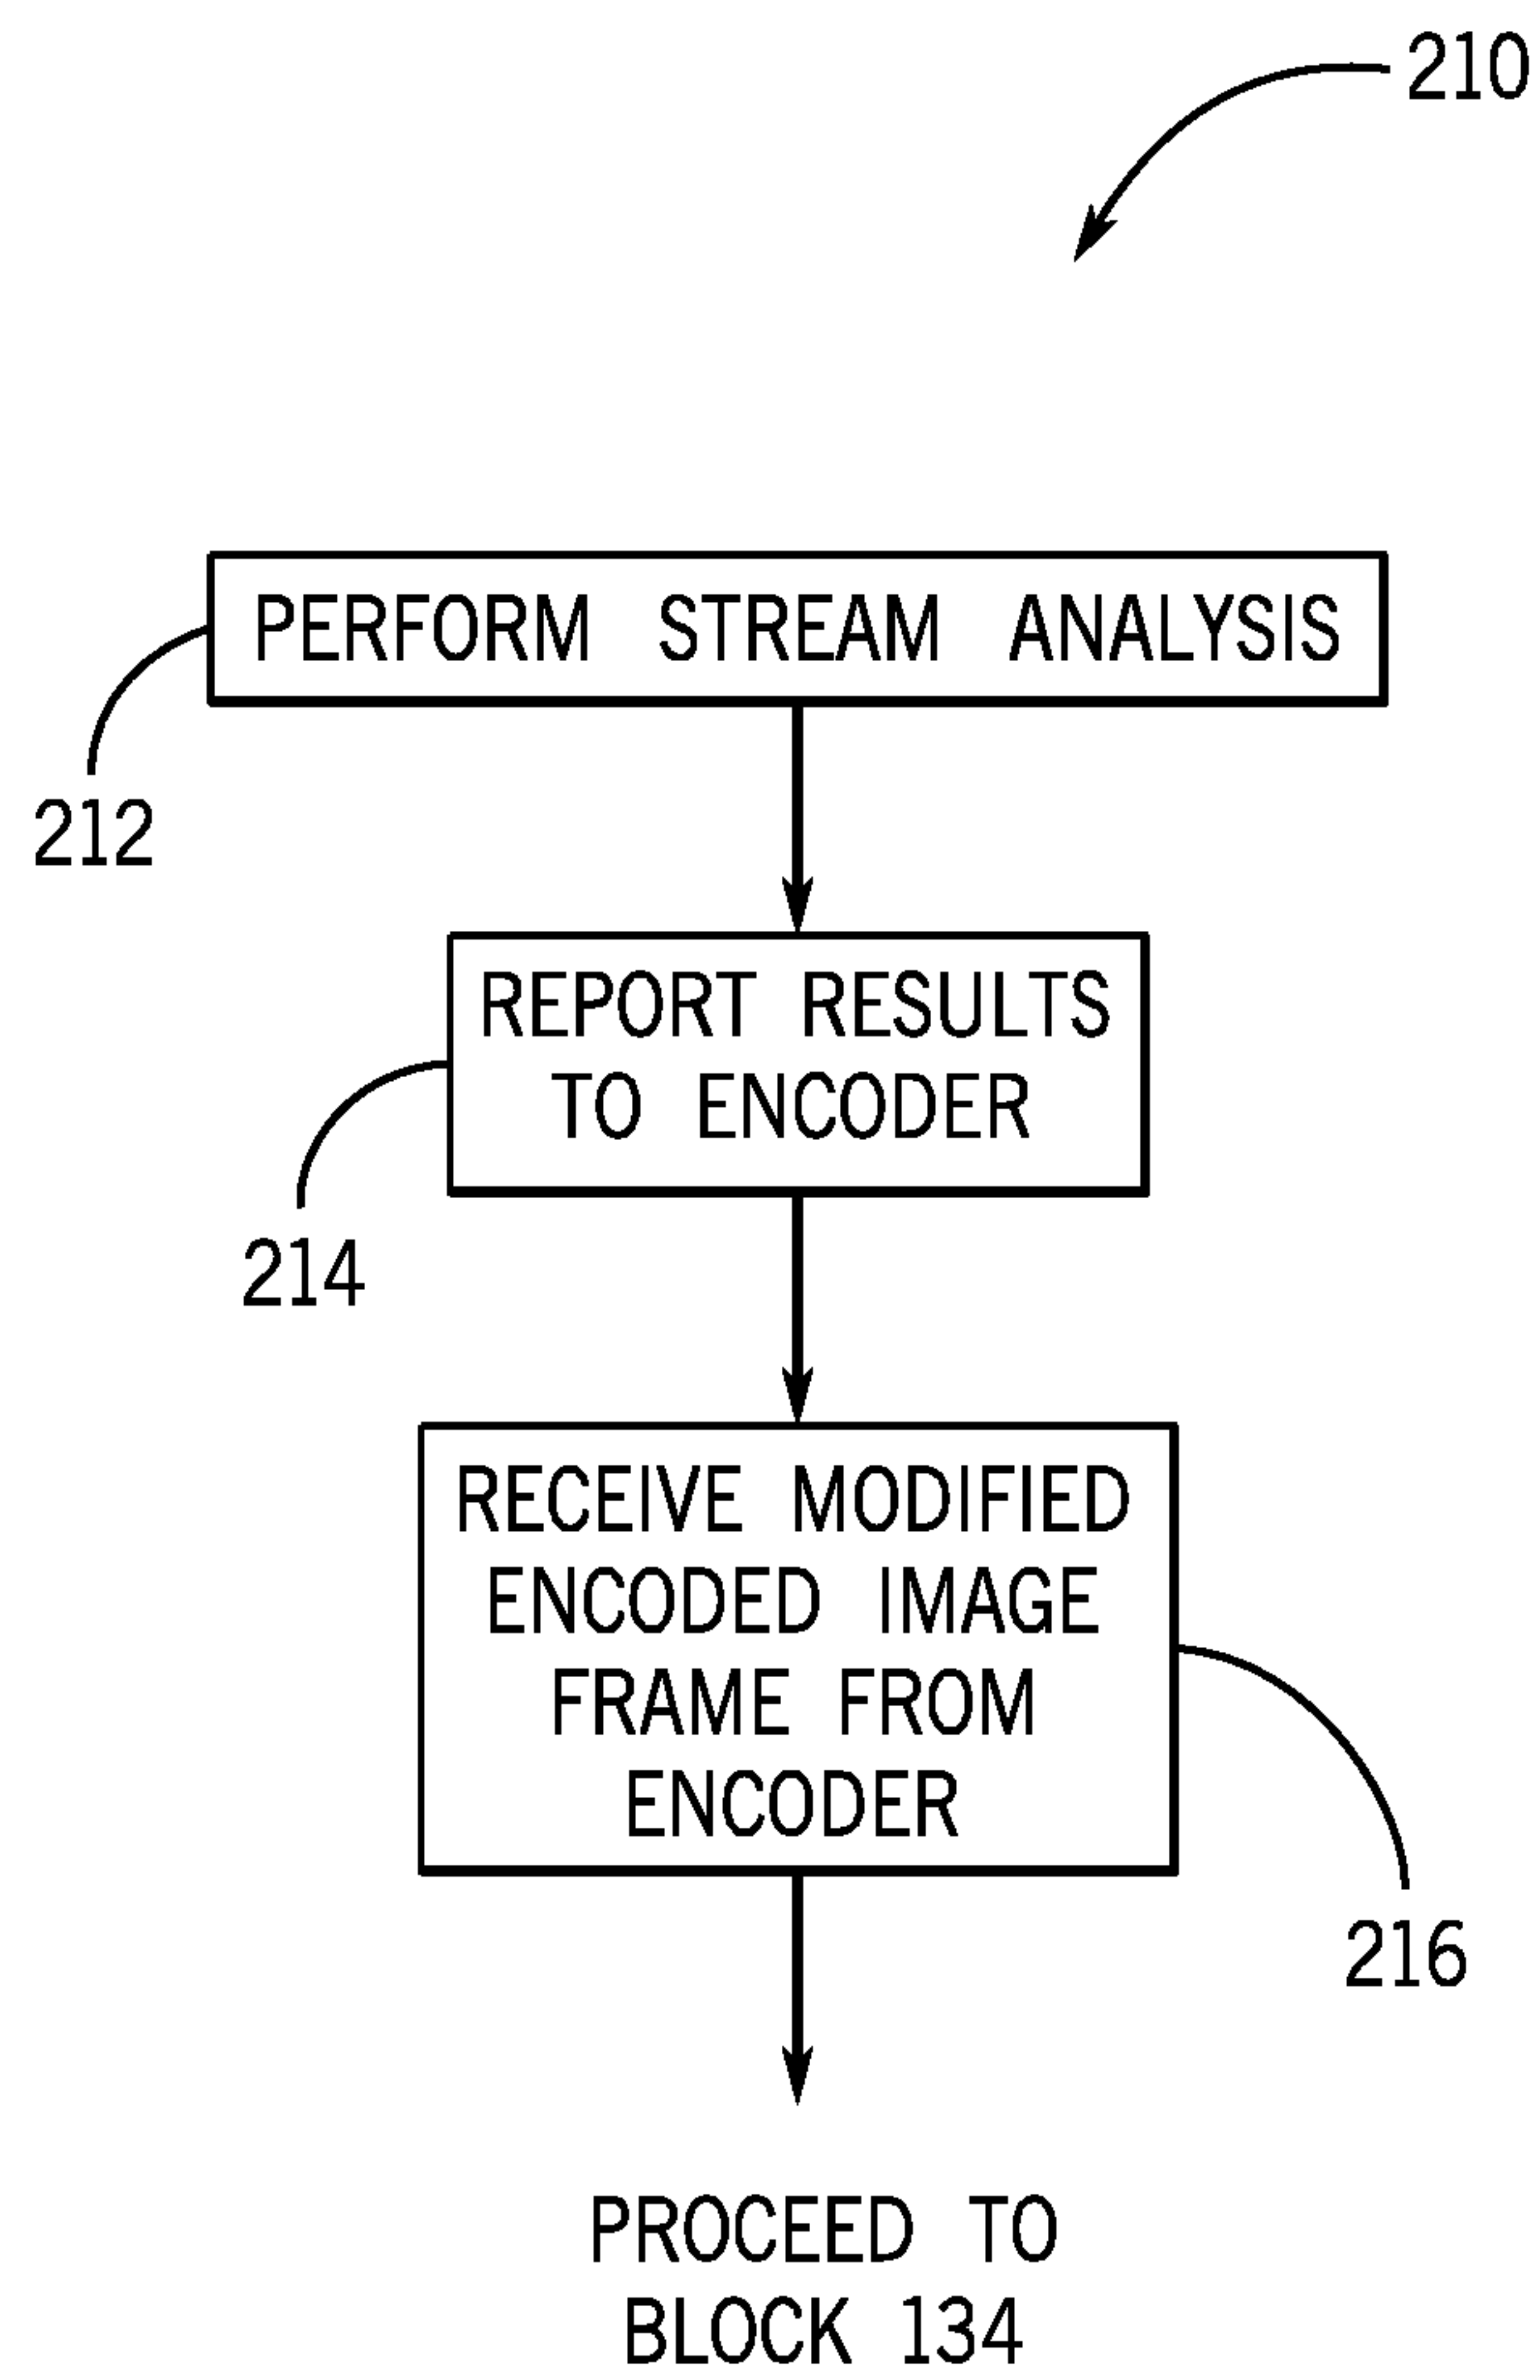 210
PERFORM STREAM ANALYSIS
212
REPORT RESULTS
TO ENCODER
214
RECEIVE MODIFIED
ENCODED IMAGE
FRAME FROM
ENCODER
216
PROCEED TO
BLOCK 134